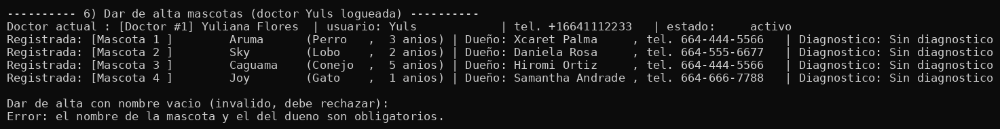 ---------- 6) Dar de alta mascotas (doctor Yuls logueada) ----------
Doctor actual : [Doctor #1] Yuliana Flores  | usuario: Yuls            | tel. +16641112233   | estado:     activo
Registrada: [Mascota 1 ]        Aruma      (Perro   ,  3 anios) | Dueño: Xcaret Palma     , tel. 664-444-5566   | Diagnostico: Sin diagnostico
Registrada: [Mascota 2 ]        Sky        (Lobo    ,  2 anios) | Dueño: Daniela Rosa     , tel. 664-555-6677   | Diagnostico: Sin diagnostico
Registrada: [Mascota 3 ]        Caguama    (Conejo  ,  5 anios) | Dueño: Hiromi Ortiz     , tel. 664-444-5566   | Diagnostico: Sin diagnostico
Registrada: [Mascota 4 ]        Joy        (Gato    ,  1 anios) | Dueño: Samantha Andrade , tel. 664-666-7788   | Diagnostico: Sin diagnostico
Dar de alta con nombre vacio (invalido, debe rechazar):
Error: el nombre de la mascota y el del dueno son obligatorios.